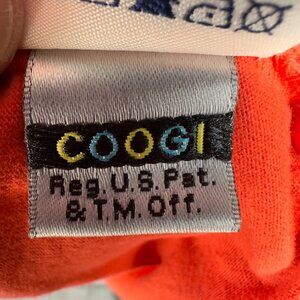 COOGI
Reg. U.S. Pat.
& T.M. Off.